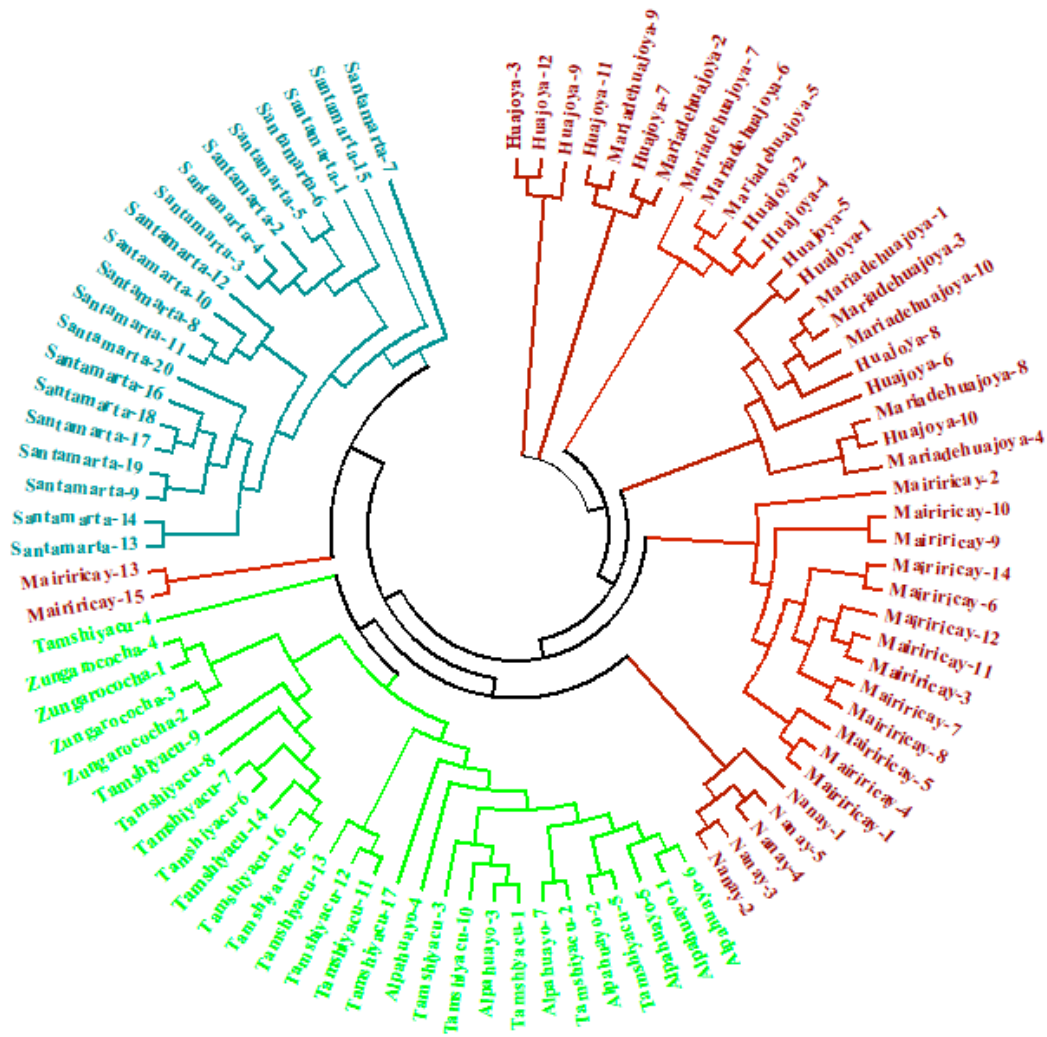 Huajoya-3
Huajoya-12
Huajoya-9
Huajoya-11
Mariadehuajoya-9
Huajoya-7
Mariadehuajoya-2
Mariadehuajoya-7
Mariadehuajoya-6
Mariadehuajoya-5
Huajoya-2
Huajoya-4
Huajoya-5
Huajoya-1
Mariadehuajoya-1
Mariadehuajoya-3
Mariadehuajoya-10
Huajoya-8
Huajoya-6
Mariadehuajoya-8
Huajoya-10
Mariadehuajoya-4
Mairiricay-2
Mairiricay-10
Mairiricay-9
Mairiricay-14
Mairiricay-6
Mairiricay-12
Mairiricay-11
Mairiricay-3
Mairiricay-7
Mairiricay-8
Mairiricay-5
Mairiricay-4
Mairiricay-1
Nanay-1
Nanay-5
Nanay-4
Nanay-3
Nanay-2
Alpahuayo-6
Alpahuayo-1
Alpahuayo-5
Tamshiyacu-5
Alpahuayo-2
Tamshiyacu-2
Alpahuayo-7
Tamshiyacu-1
Alpahuayo-3
Tamshiyacu-10
Tamshiyacu-3
Alpahuayo-4
Tamshiyacu-17
Tamshiyacu-11
Tamshiyacu-12
Tamshiyacu-13
Tamshiyacu-15
Tamshiyacu-16
Tamshiyacu-14
Tamshiyacu-6
Tamshiyacu-7
Tamshiyacu-8
Tamshiyacu-9
Zungarococha-2
Zungarococha-3
Zungarococha-1
Zungarococha-4
Tamshiyacu-4
Mairiricay-15
Mairiricay-13
Santamarta-13
Santamarta-14
Santamarta-9
Santamarta-19
Santamarta-17
Santamarta-18
Santamarta-16
Santamarta-20
Santamarta-11
Santamarta-8
Santamarta-10
Santamarta-12
Santamarta-3
Santamarta-4
Santamarta-2
Santamarta-5
Santamarta-6
Santamarta-1
Santamarta-15
Santamarta-7